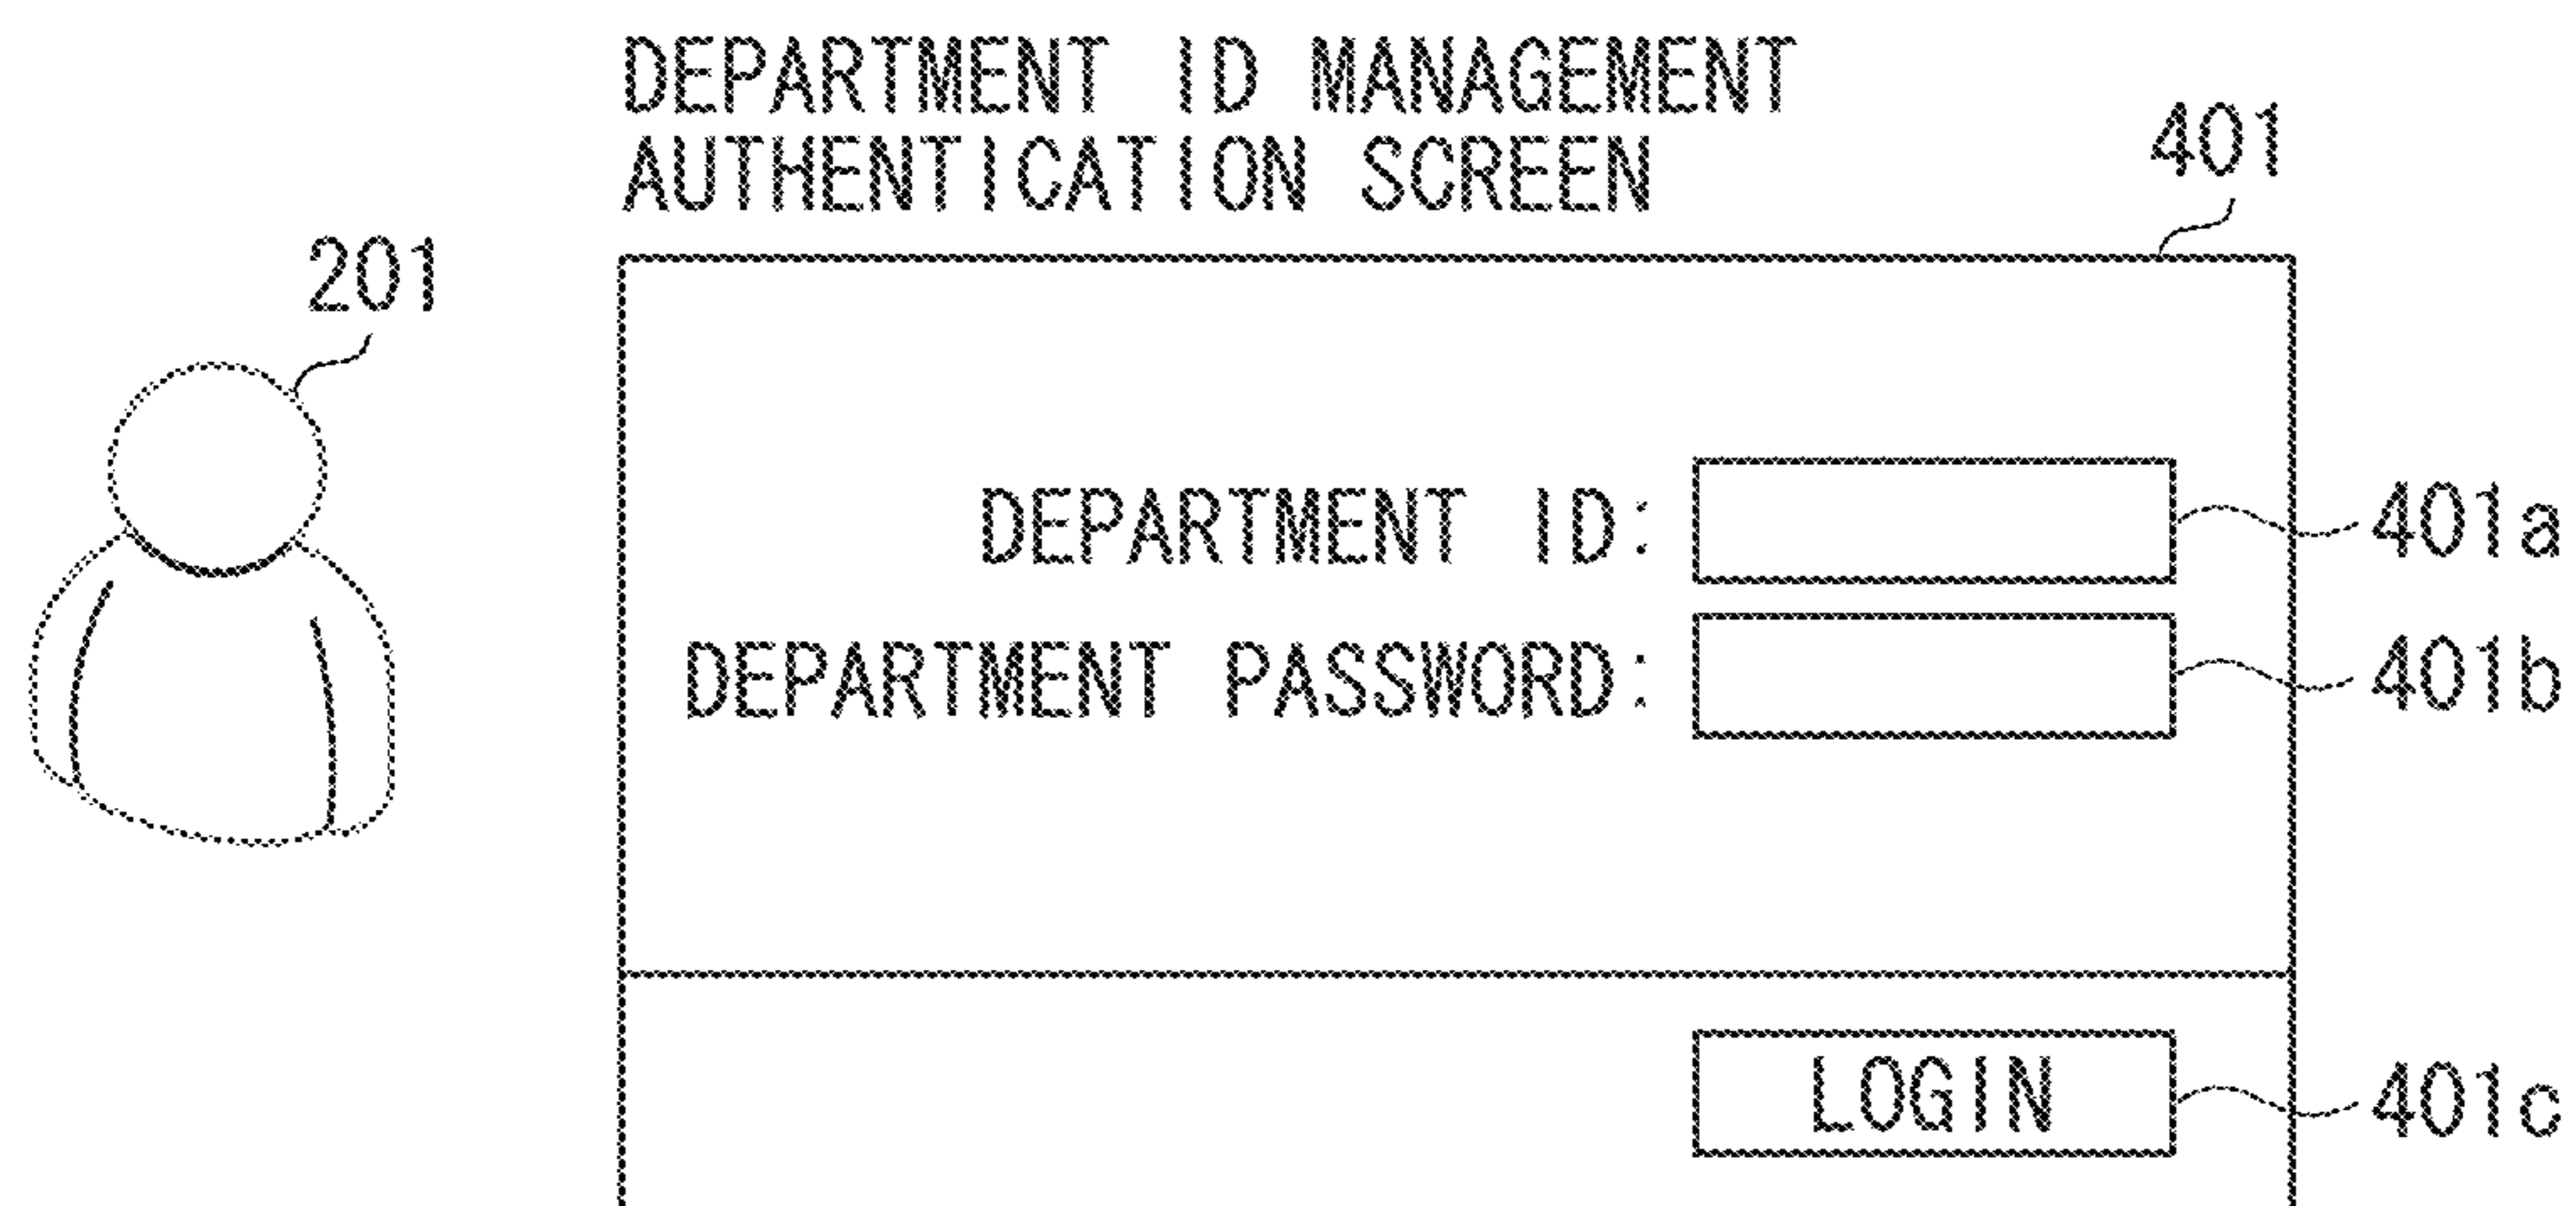 DEPARTMENT ID MANAGEMENT
AUTHENTICATION SCREEN
401
201
DEPARTMENT ID:
401a
DEPARTMENT PASSWORD:
401b
LOGIN
401c